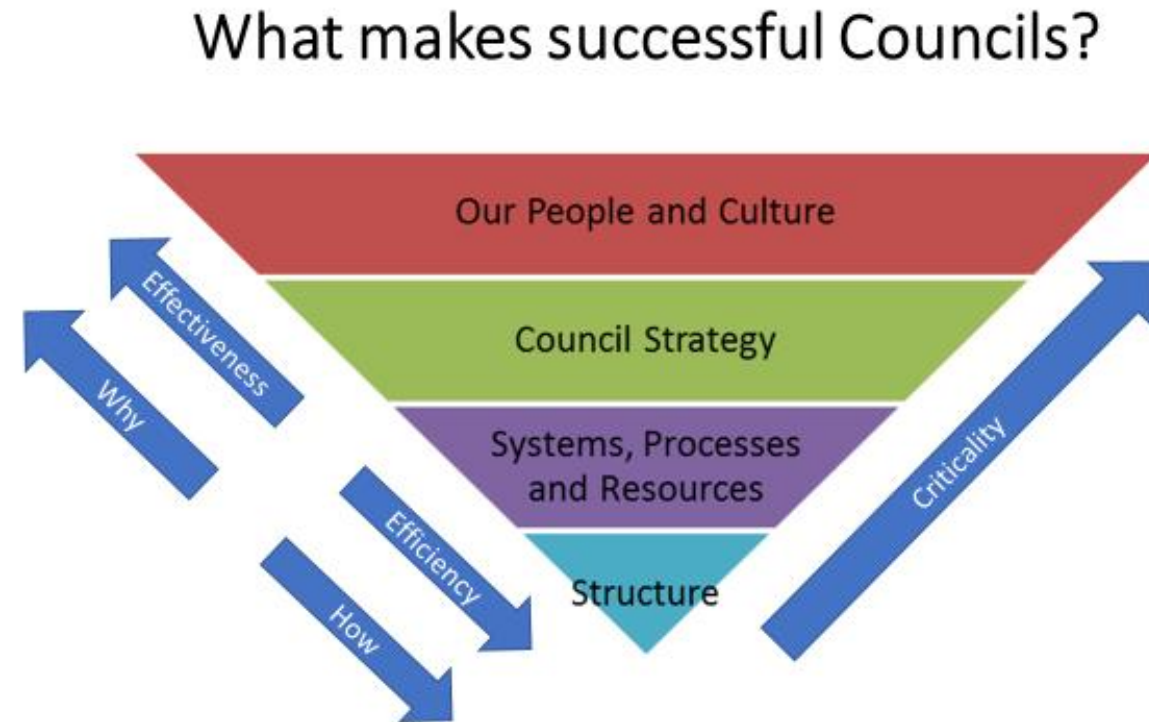 What makes successful Councils?
Our People and Culture
Effectiveness
Why
Council Strategy
Systems, Processes
and Resources
Criticality
Efficiency
How
Structure